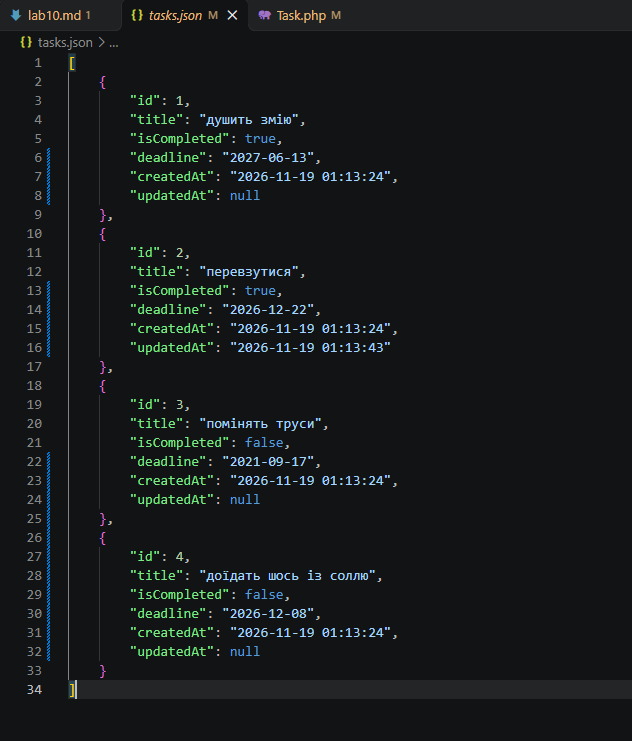 lab10.md 1 {} tasks.json M × Task.php M
{} tasks.json > ...
1 [
2 {
3 "id": 1,
4 "title": "душить змію",
5 "isCompleted": true,
6 "deadline": "2027-06-13",
7 "createdAt": "2026-11-19 01:13:24",
8 "updatedAt": null
9 },
10 {
11 "id": 2,
12 "title": "перевзутися",
13 "isCompleted": true,
14 "deadline": "2026-12-22",
15 "createdAt": "2026-11-19 01:13:24",
16 "updatedAt": "2026-11-19 01:13:43"
17 },
18 {
19 "id": 3,
20 "title": "помінять труси",
21 "isCompleted": false,
22 "deadline": "2021-09-17",
23 "createdAt": "2026-11-19 01:13:24",
24 "updatedAt": null
25 },
26 {
27 "id": 4,
28 "title": "доїдать шось із соллю",
29 "isCompleted": false,
30 "deadline": "2026-12-08",
31 "createdAt": "2026-11-19 01:13:24",
32 "updatedAt": null
33 }
34 ]